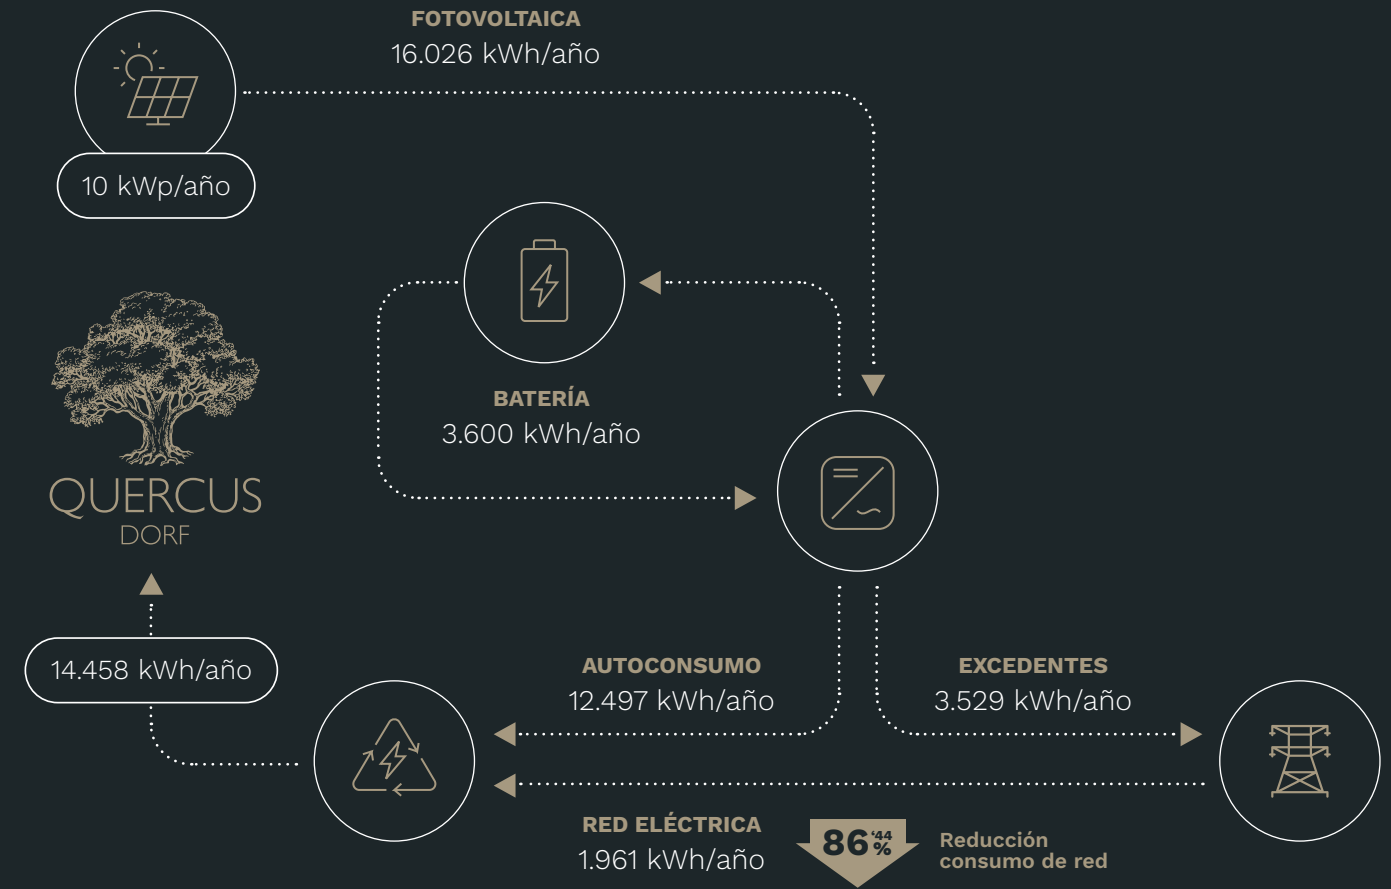 FOTOVOLTAICA
16.026 kWh/año
10 kWp/año
BATERÍA
3.600 kWh/año
QUERCUS
DORF
14.458 kWh/año
AUTOCONSUMO
12.497 kWh/año
EXCEDENTES
3.529 kWh/año
RED ELÉCTRICA
1.961 kWh/año
86'44%
Reducción
consumo de red